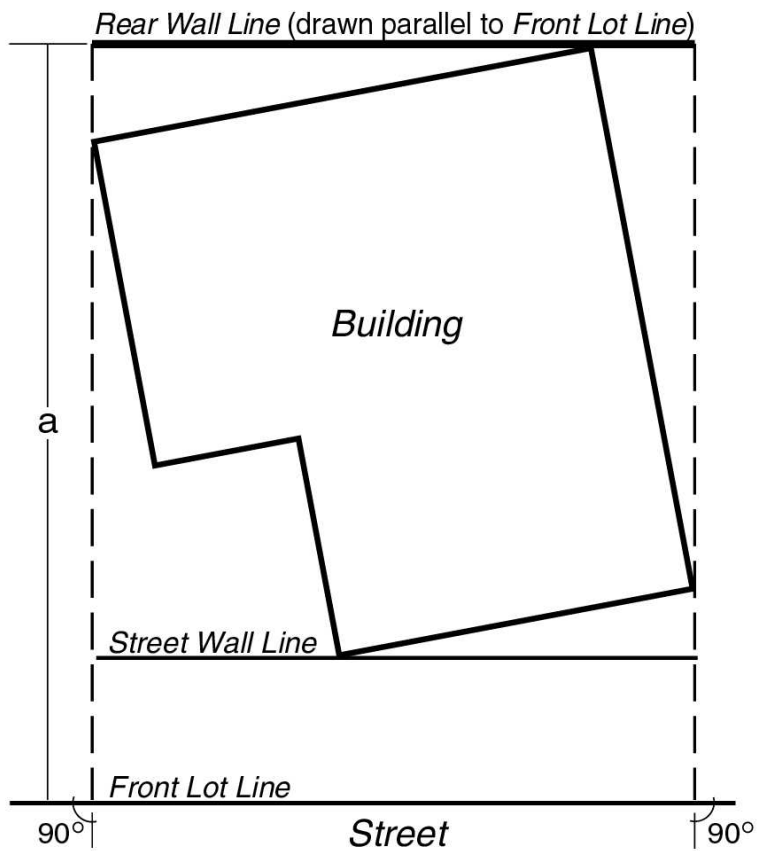 Rear Wall Line (drawn parallel to Front Lot Line)
Building
a
Street Wall Line
Front Lot Line
90° Street 90°